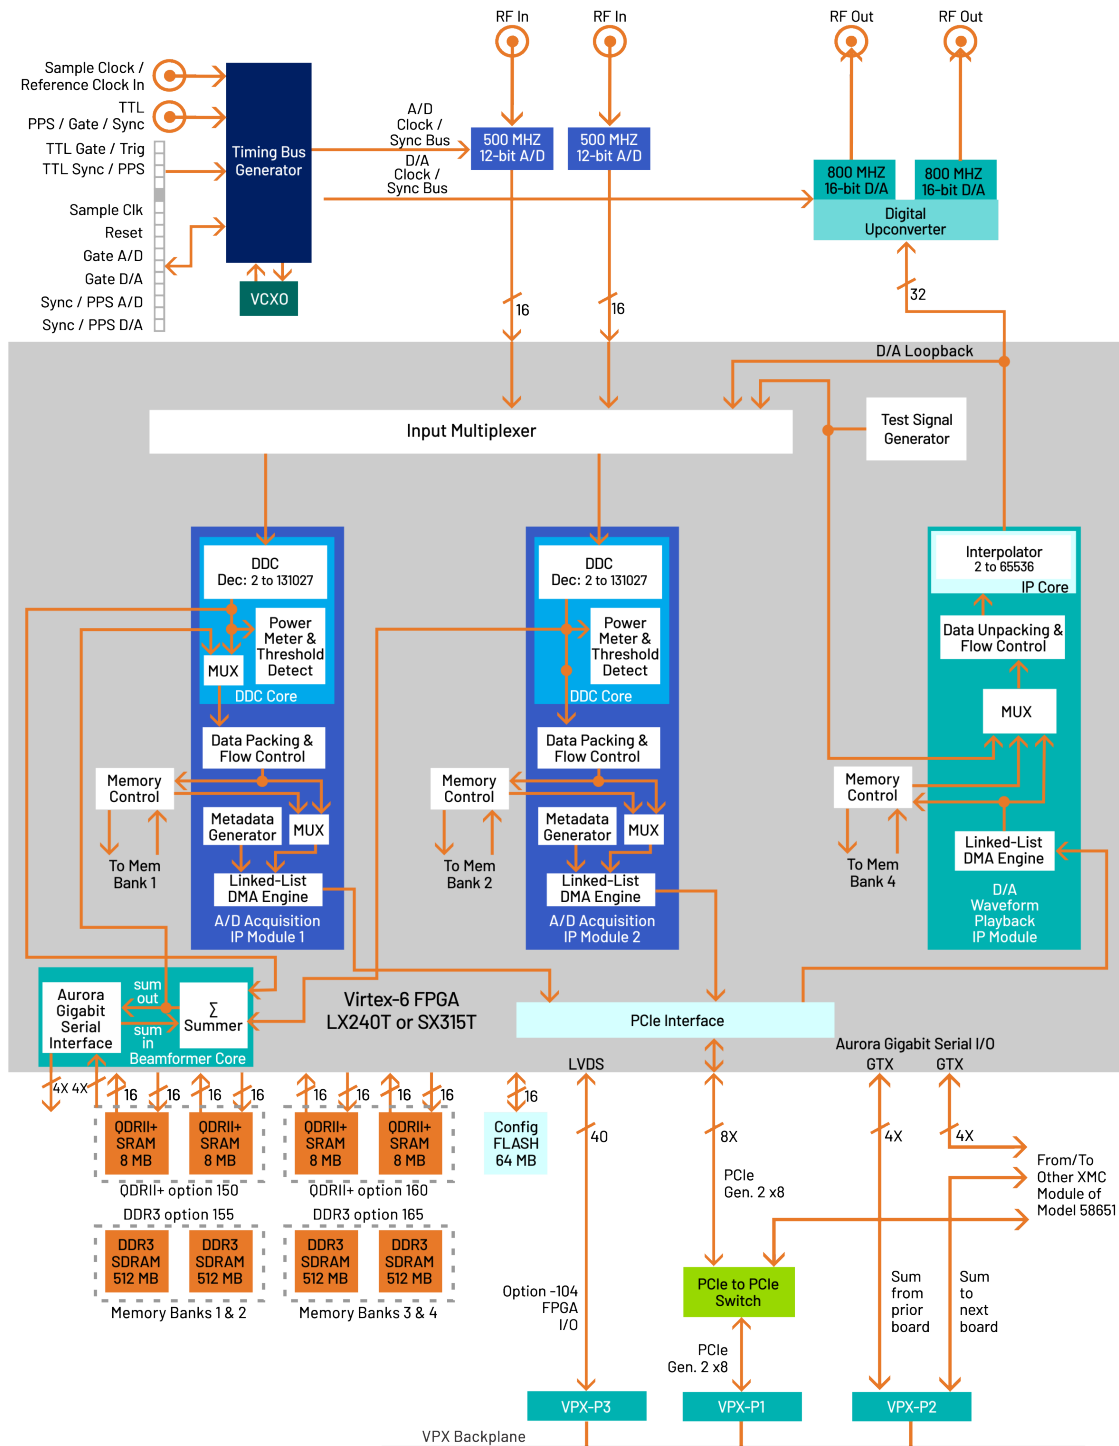 RF In
RF In
RF Out
RF Out
Sample Clock /
Reference Clock In
TTL
PPS / Gate / Sync
TTL Gate / Trig
TTL Sync / PPS
Sample Clk
Reset
Gate A/D
Gate D/A
Sync / PPS A/D
Sync / PPS D/A
Timing Bus
Generator
VCXO
A/D
Clock /
Sync Bus
D/A
Clock /
Sync Bus
500 MHZ
12-bit A/D
500 MHZ
12-bit A/D
800 MHZ
16-bit D/A
800 MHZ
16-bit D/A
Digital
Upconverter
16
16
32
D/A Loopback
Input Multiplexer
Test Signal
Generator
DDC
Dec: 2 to 131027
Power
Meter &
Threshold
Detect
MUX
DDC Core
Data Packing &
Flow Control
Memory
Control
Metadata
Generator
MUX
To Mem
Bank 1
Linked-List
DMA Engine
A/D Acquisition
IP Module 1
DDC
Dec: 2 to 131027
Power
Meter &
Threshold
Detect
DDC Core
Data Packing &
Flow Control
Memory
Control
Metadata
Generator
MUX
To Mem
Bank 2
Linked-List
DMA Engine
A/D Acquisition
IP Module 2
Interpolator
2 to 65536
IP Core
Data Unpacking &
Flow Control
MUX
Memory
Control
To Mem
Bank 4
Linked-List
DMA Engine
D/A
Waveform
Playback
IP Module
Aurora
Gigabit
Serial
Interface
sum
out
sum
in
∑
Summer
Beamformer Core
Virtex-6 FPGA
LX240T or SX315T
PCIe Interface
LVDS
Aurora Gigabit Serial I/O
GTX
GTX
4X
4X
16
16
16
16
16
16
16
16
16
40
8X
4X
4X
QDRII+
SRAM
8 MB
QDRII+
SRAM
8 MB
QDRII+
SRAM
8 MB
QDRII+
SRAM
8 MB
Config
FLASH
64 MB
QDRII+ option 150
QDRII+ option 160
DDR3 option 155
DDR3 option 165
DDR3
SDRAM
512 MB
DDR3
SDRAM
512 MB
DDR3
SDRAM
512 MB
DDR3
SDRAM
512 MB
Memory Banks 1 & 2
Memory Banks 3 & 4
PCIe
Gen. 2 x8
From/To
Other XMC
Module of
Model 58651
Option -104
FPGA
I/O
PCIe to PCIe
Switch
Sum
from
prior
board
Sum
to
next
board
PCIe
Gen. 2 x8
VPX-P3
VPX-P1
VPX-P2
VPX Backplane